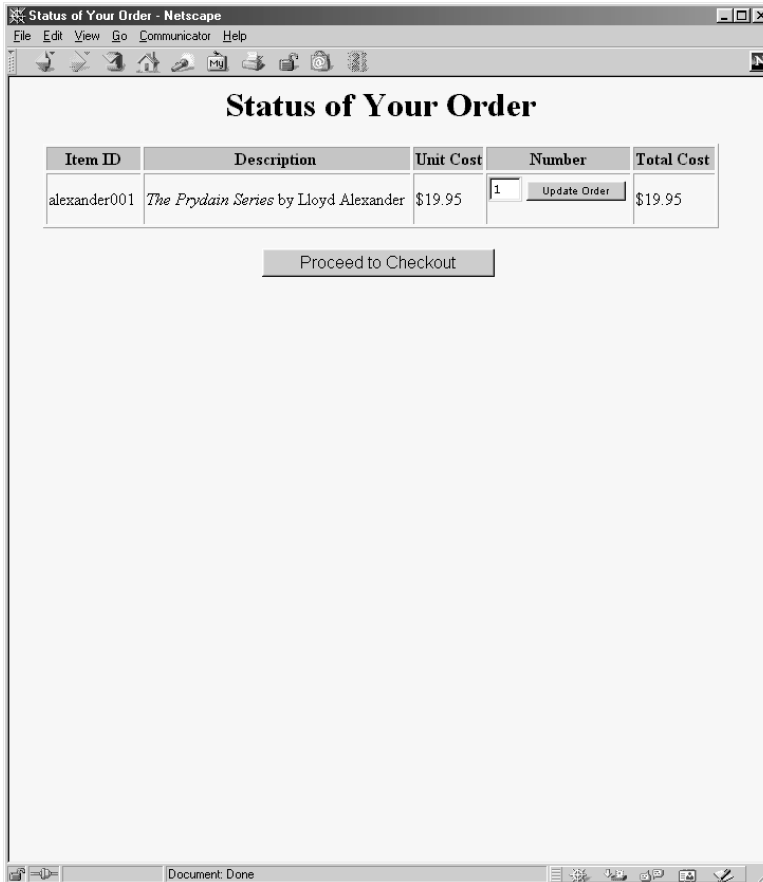 Status of Your Order - Netscape
File Edit View Go Communicator Help
My
N
Status of Your Order
Item ID Description Unit Cost Number Total Cost
alexander001 The Prydain Series by Lloyd Alexander $19.95 1 Update Order $19.95
Proceed to Checkout
Document: Done